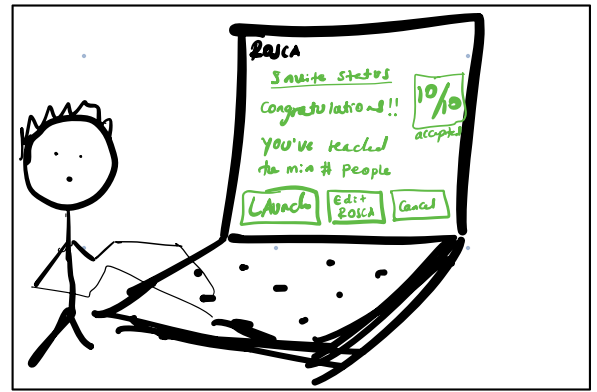 ROSCA
Invite status
Congratulations!!
10/10
accepted
You've reached
the min # People
LAunch
Edit
ROSCA
Cancel